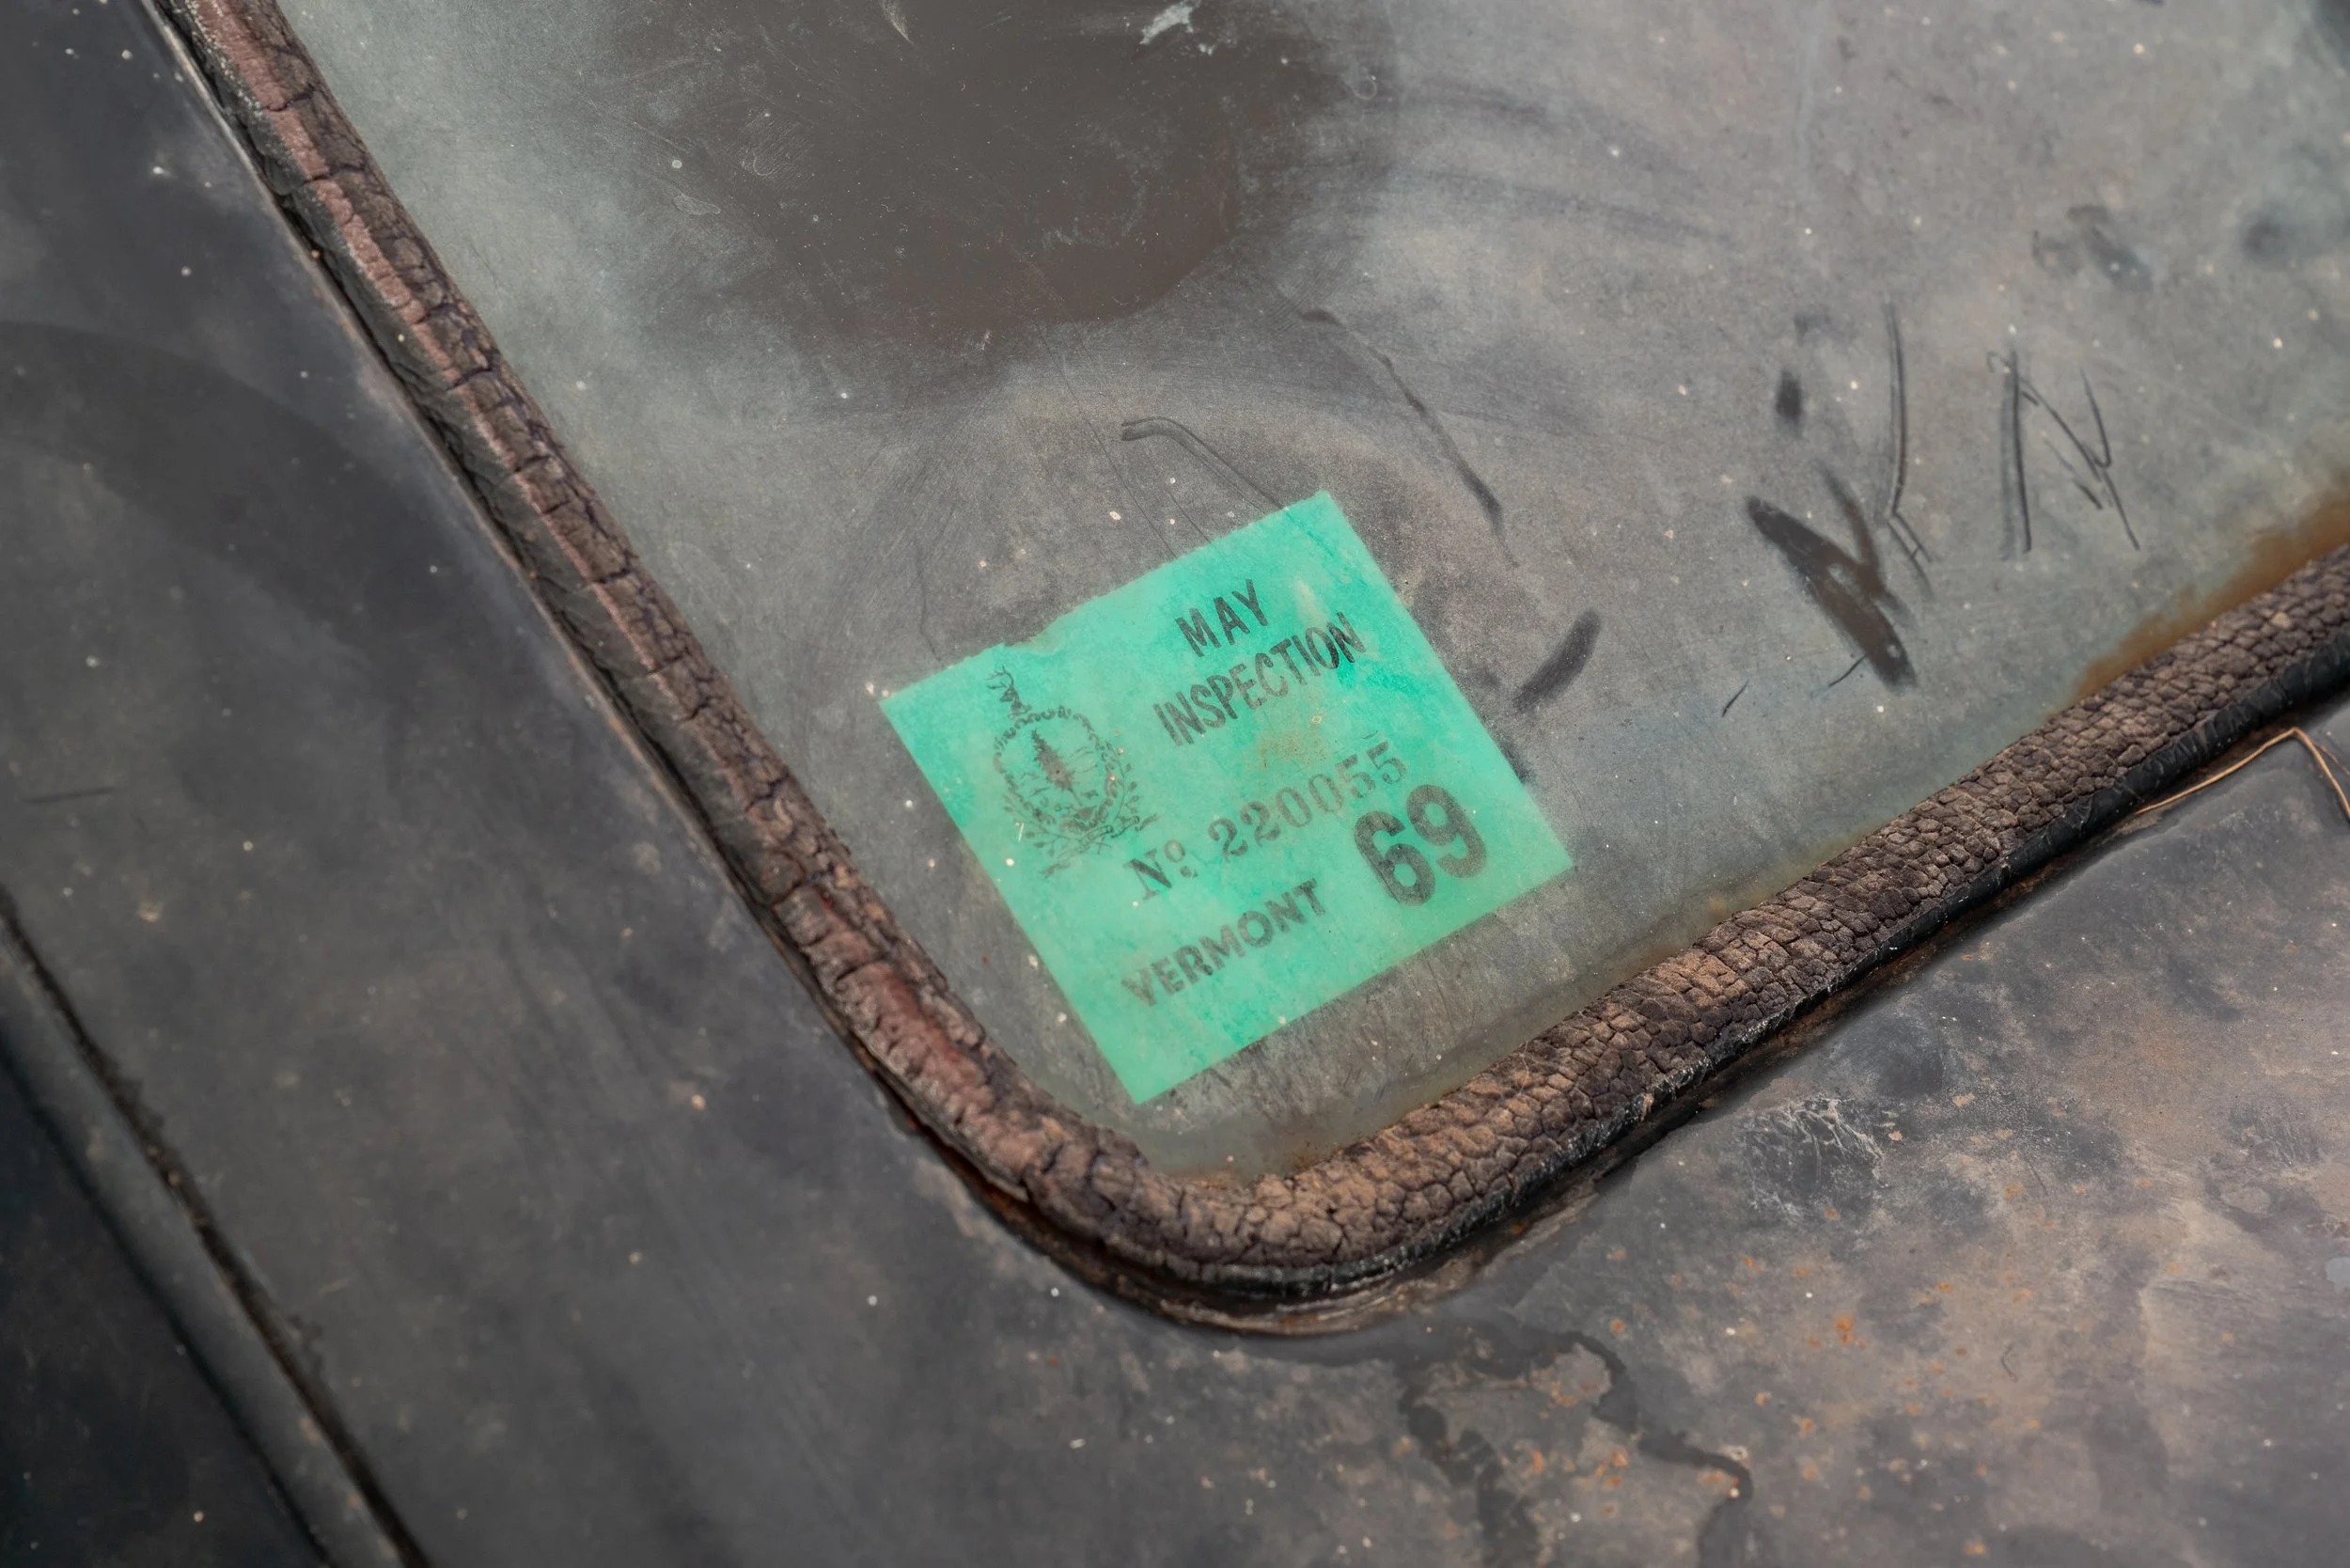 MAY
INSPECTION
Nº 220055
VERMONT 69